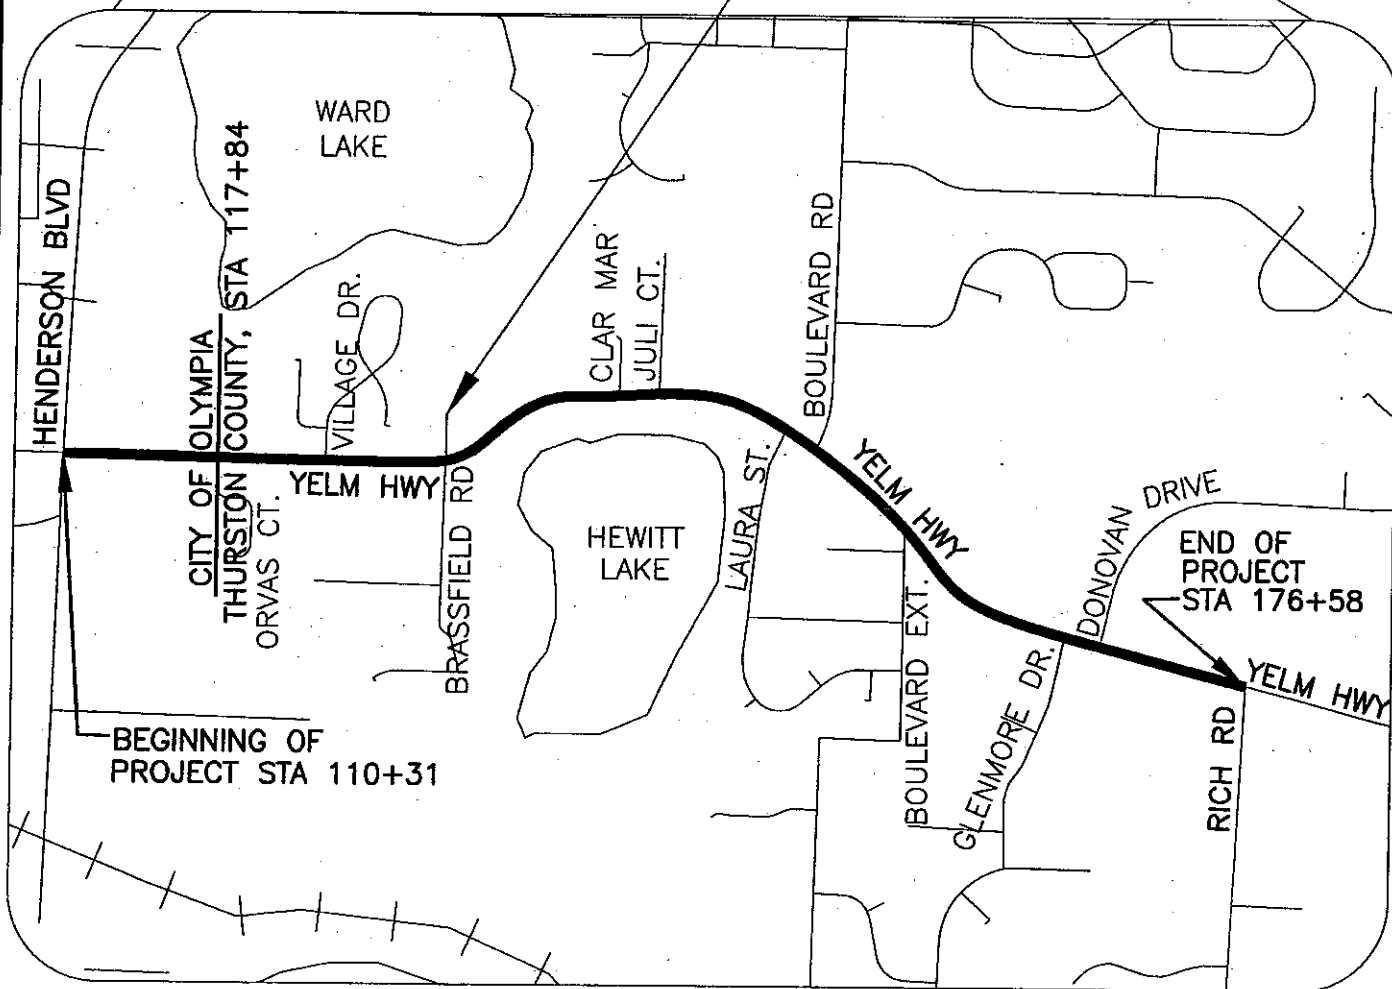 WARD
LAKE
HENDERSON BLVD
CITY OF OLYMPIA
THURSTON COUNTY, STA 117+84
ORVAS CT.
VILLAGE DR.
YELM HWY
BRASSFIELD RD
CLAR MAR
JULI CT.
BOULEVARD RD
HEWITT
LAKE
LAURA ST.
YELM HWY
BOULEVARD EXT.
GLENMORE DR.
DONOVAN DRIVE
END OF
PROJECT
STA 176+58
YELM HWY
RICH RD
BEGINNING OF
PROJECT STA 110+31